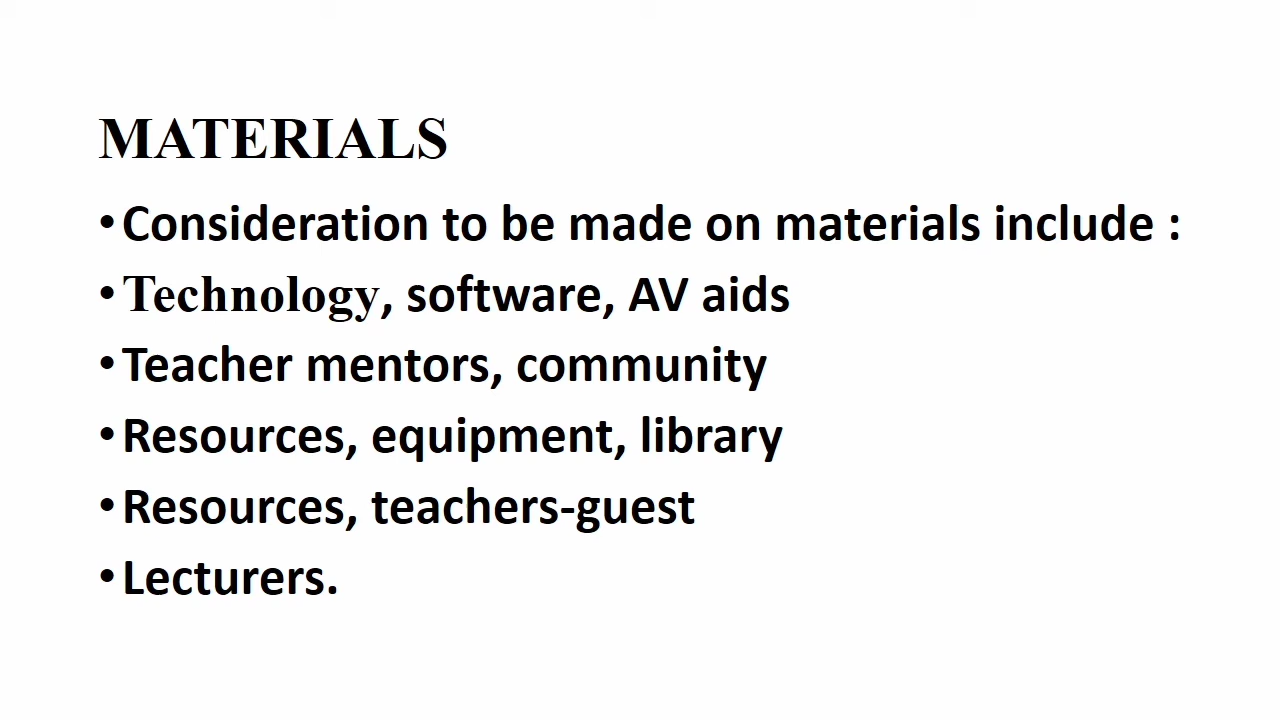 MATERIALS
•Consideration to be made on materials include :
•Technology, software, AV aids
•Teacher mentors, community
•Resources, equipment, library
•Resources, teachers-guest
•Lecturers.